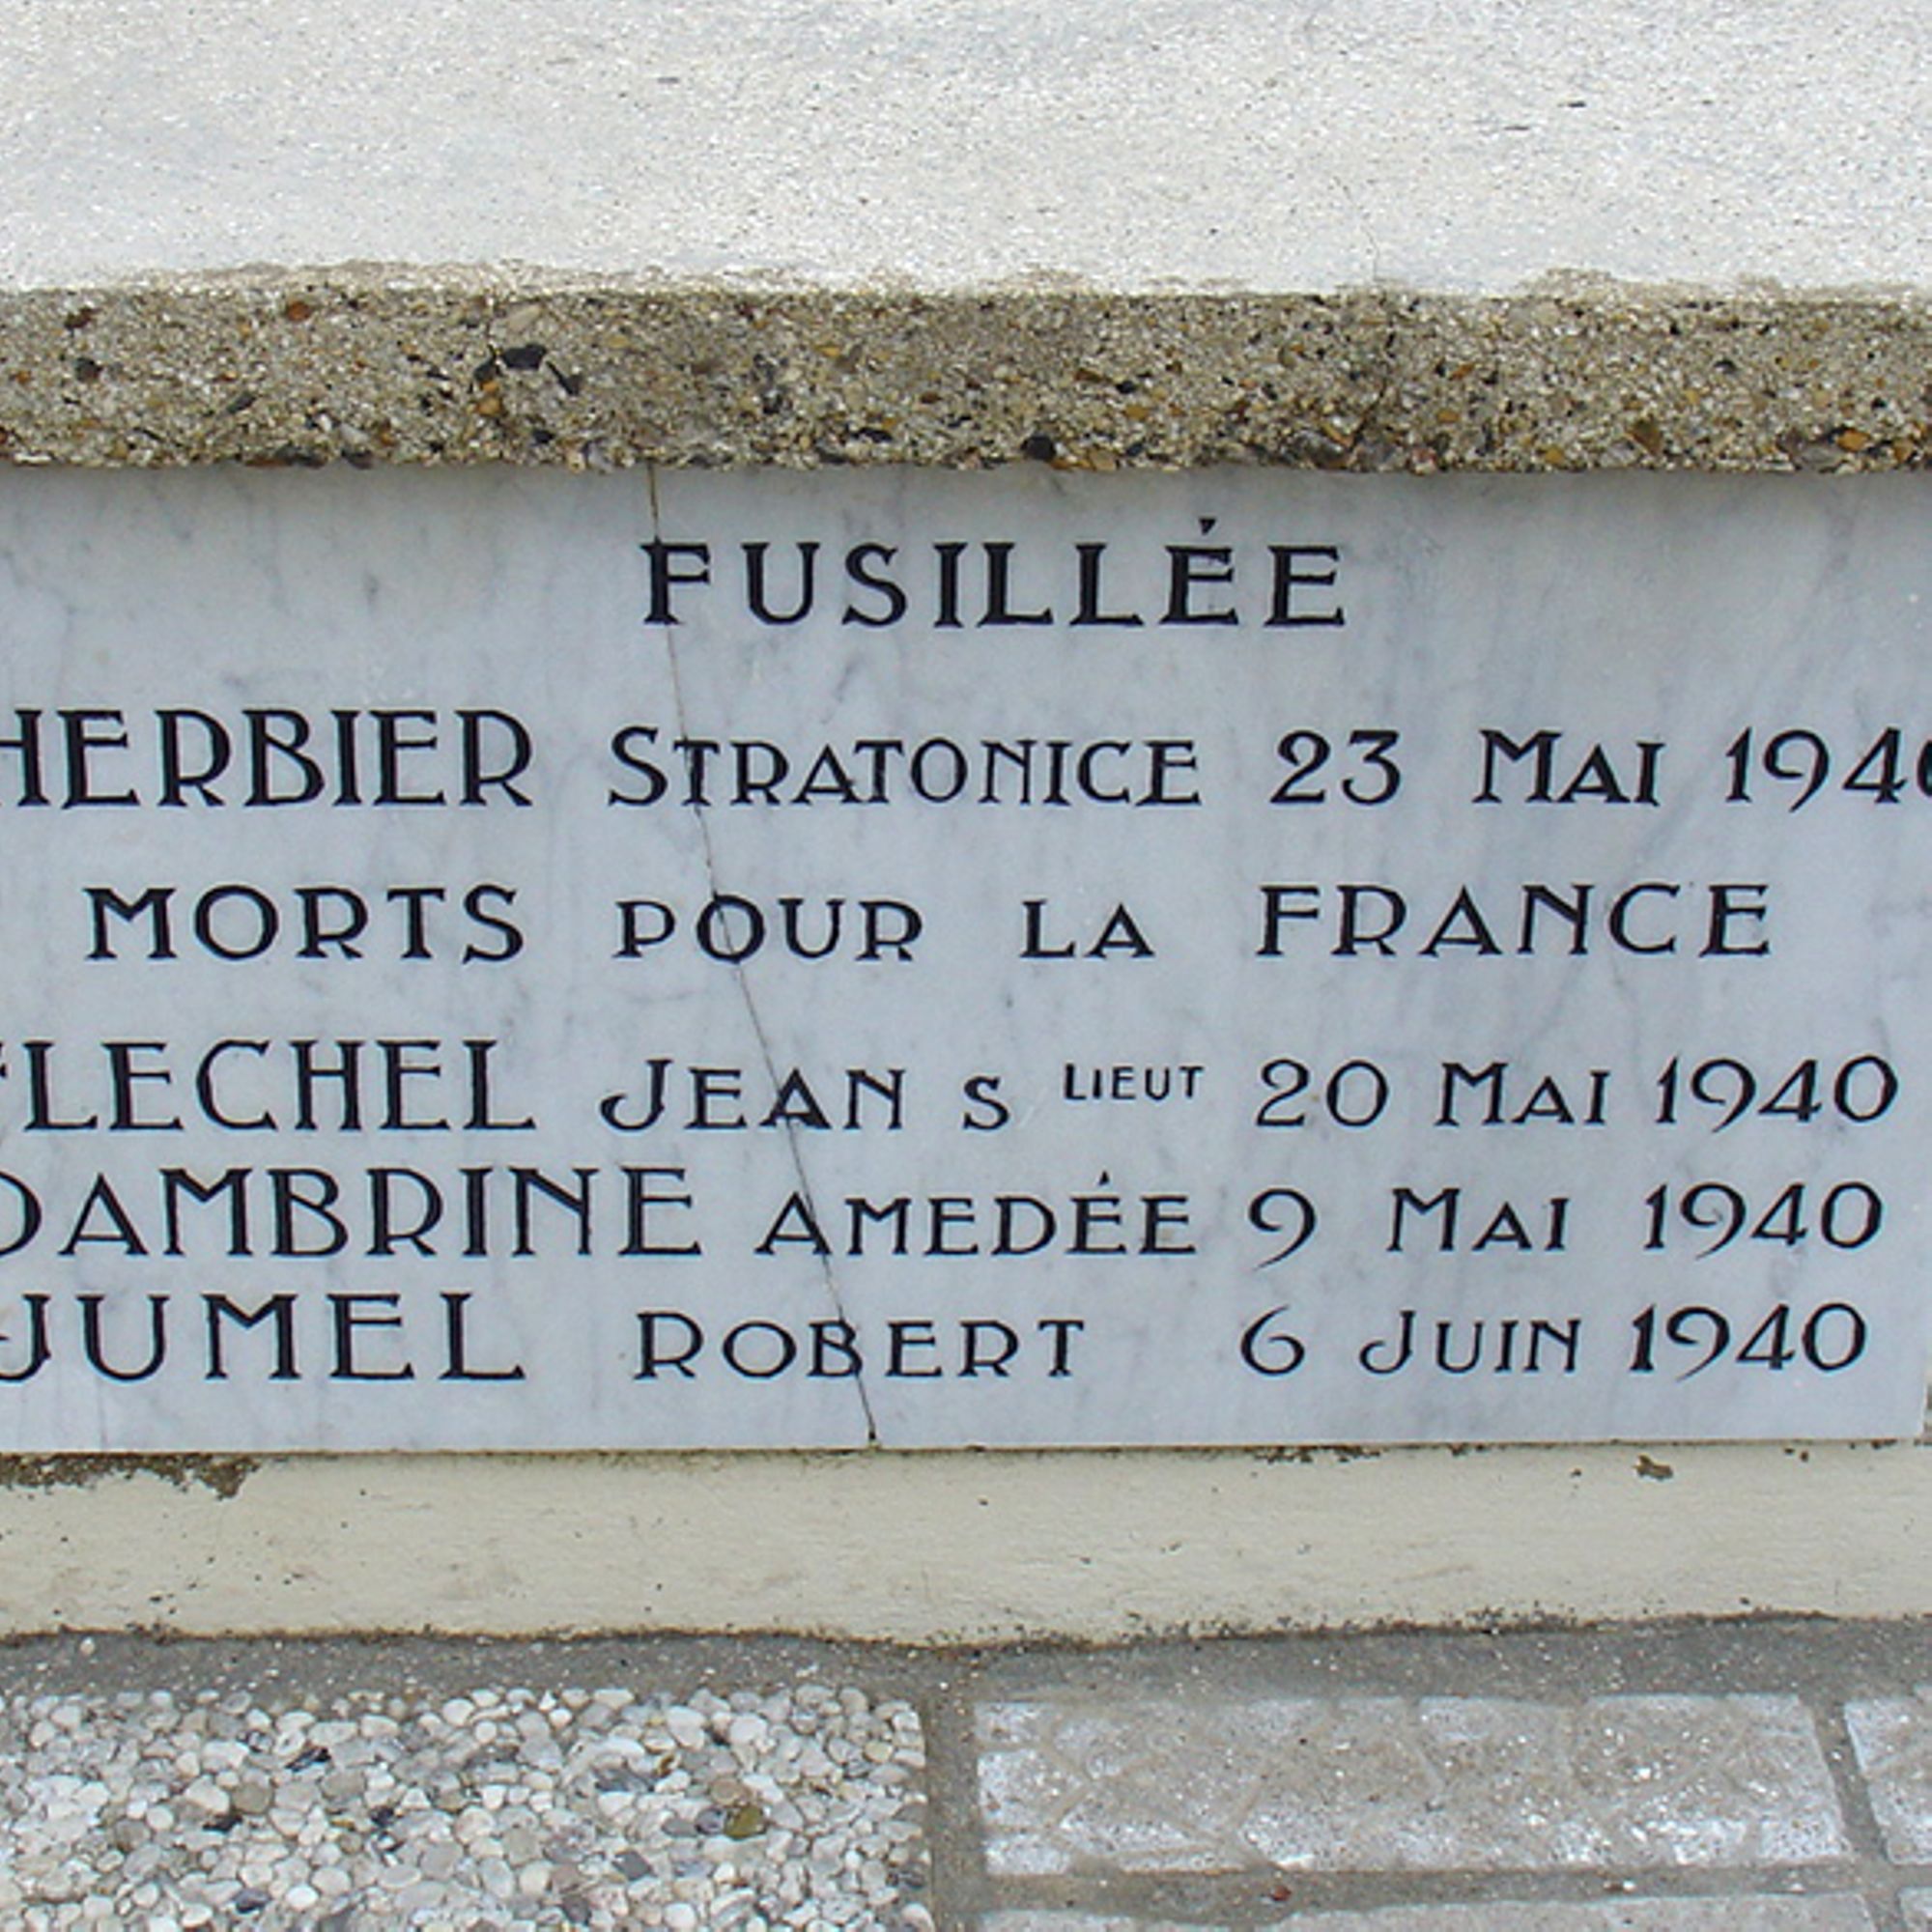 FUSILLÉE
HERBIER STRATONICE 23 MAI 1940
MORTS POUR LA FRANCE
JEAN S LIEUT 20 MAI 1940
DAMBRINE AMEDÉE 9 MAI 1940
JUMEL ROBERT 6 JUIN 1940